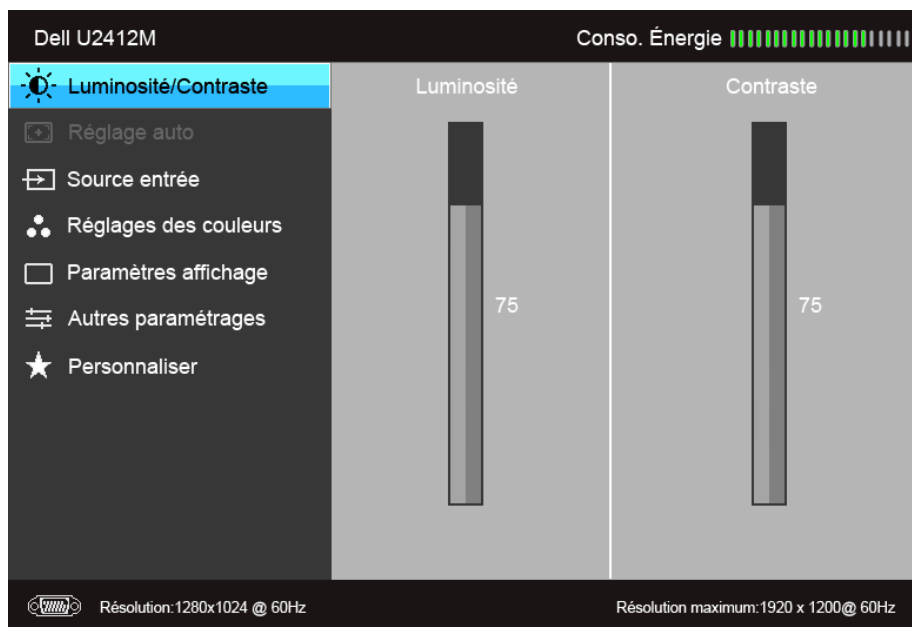 Dell U2412M
Conso. Énergie
Luminosité/Contraste
Réglage auto
Source entrée
Réglages des couleurs
Paramètres affichage
Autres paramétrages
Personnaliser
Luminosité
75
Contraste
75
Résolution:1280x1024 @ 60Hz
Résolution maximum:1920 x 1200@ 60Hz